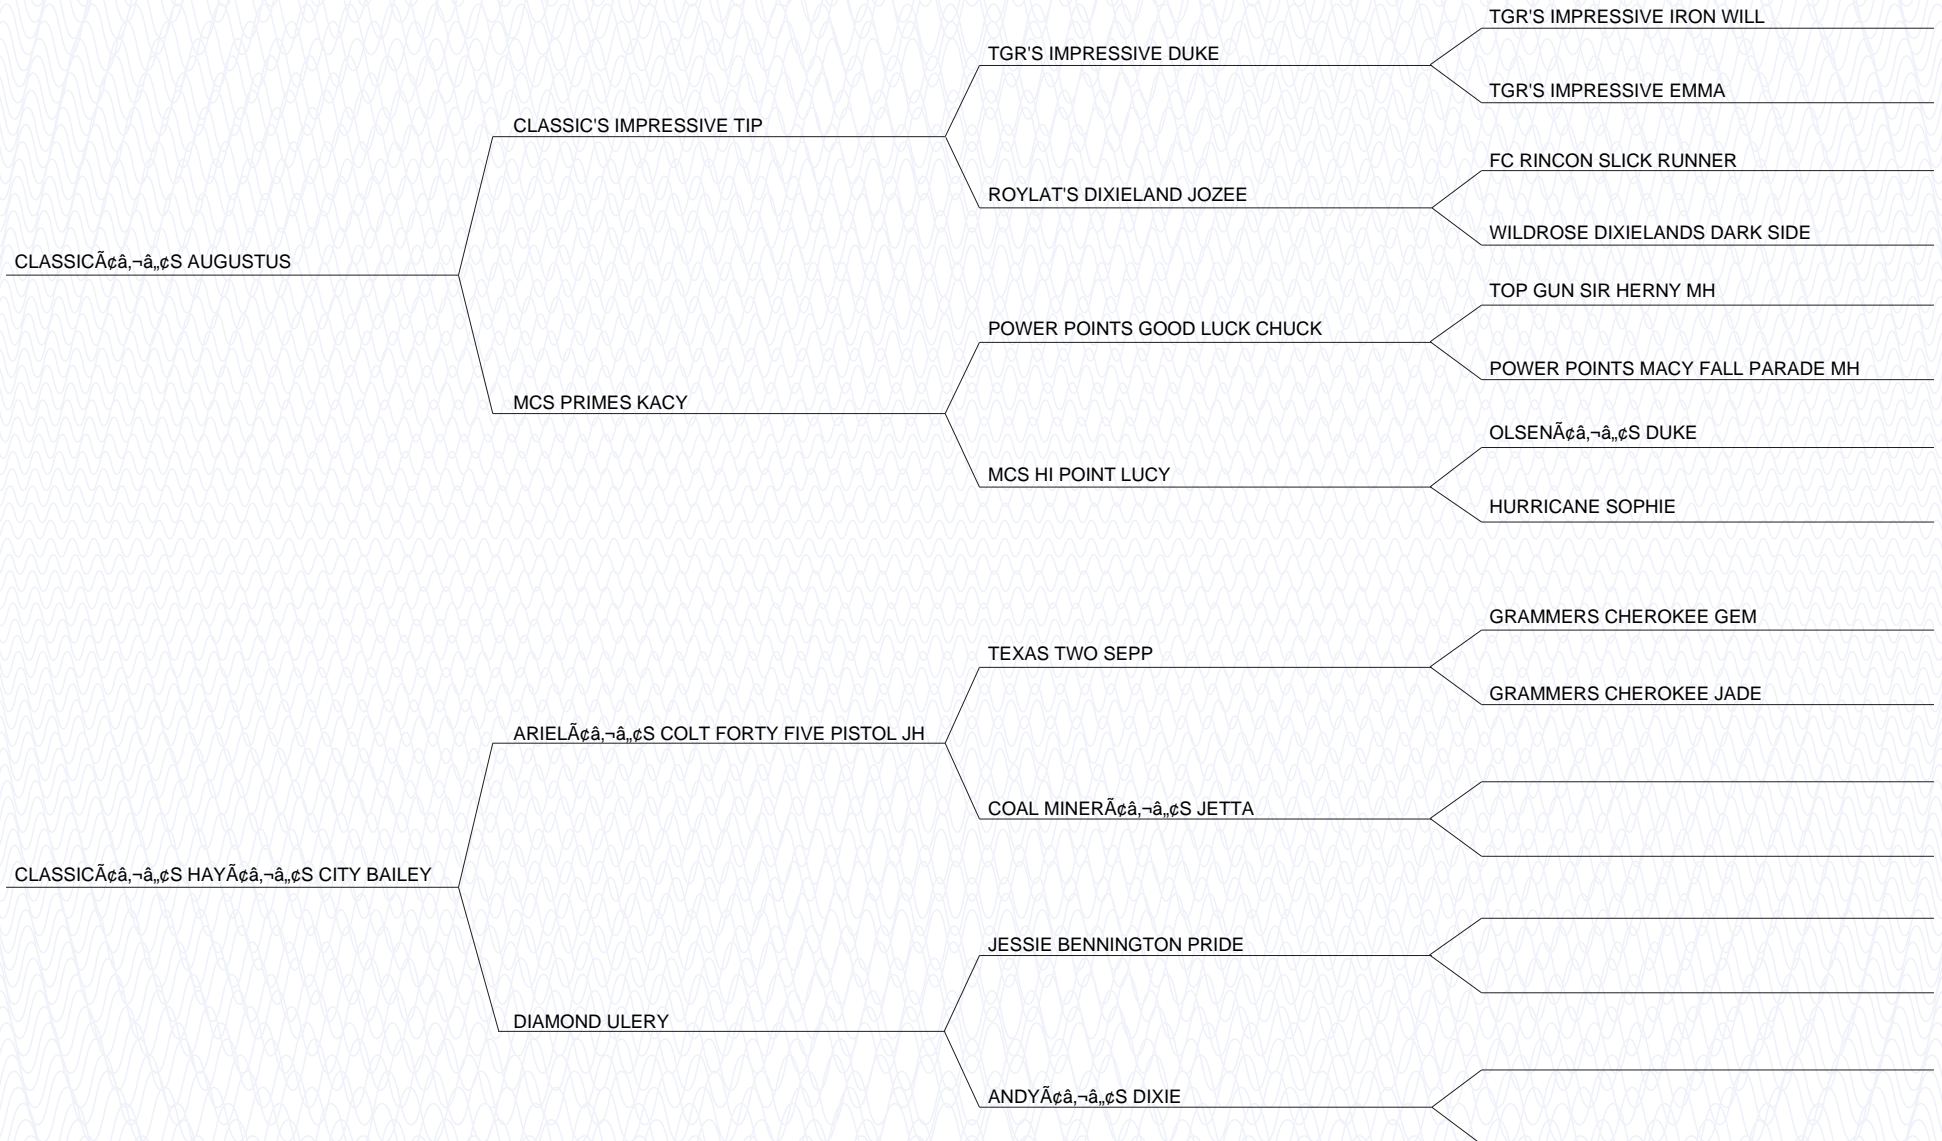 TGR'S IMPRESSIVE IRON WILL
TGR'S IMPRESSIVE DUKE
TGR'S IMPRESSIVE EMMA
CLASSIC'S IMPRESSIVE TIP
FC RINCON SLICK RUNNER
ROYLAT'S DIXIELAND JOZEE
WILDROSE DIXIELANDS DARK SIDE
CLASSICÃ¢â‚¬â„¢S AUGUSTUS
TOP GUN SIR HERNY MH
POWER POINTS GOOD LUCK CHUCK
POWER POINTS MACY FALL PARADE MH
MCS PRIMES KACY
OLSENÃ¢â‚¬â„¢S DUKE
MCS HI POINT LUCY
HURRICANE SOPHIE
GRAMMERS CHEROKEE GEM
TEXAS TWO SEPP
GRAMMERS CHEROKEE JADE
ARIELÃ¢â‚¬â„¢S COLT FORTY FIVE PISTOL JH
COAL MINERÃ¢â‚¬â„¢S JETTA
CLASSICÃ¢â‚¬â„¢S HAYÃ¢â‚¬â„¢S CITY BAILEY
JESSIE BENNINGTON PRIDE
DIAMOND ULERY
ANDYÃ¢â‚¬â„¢S DIXIE